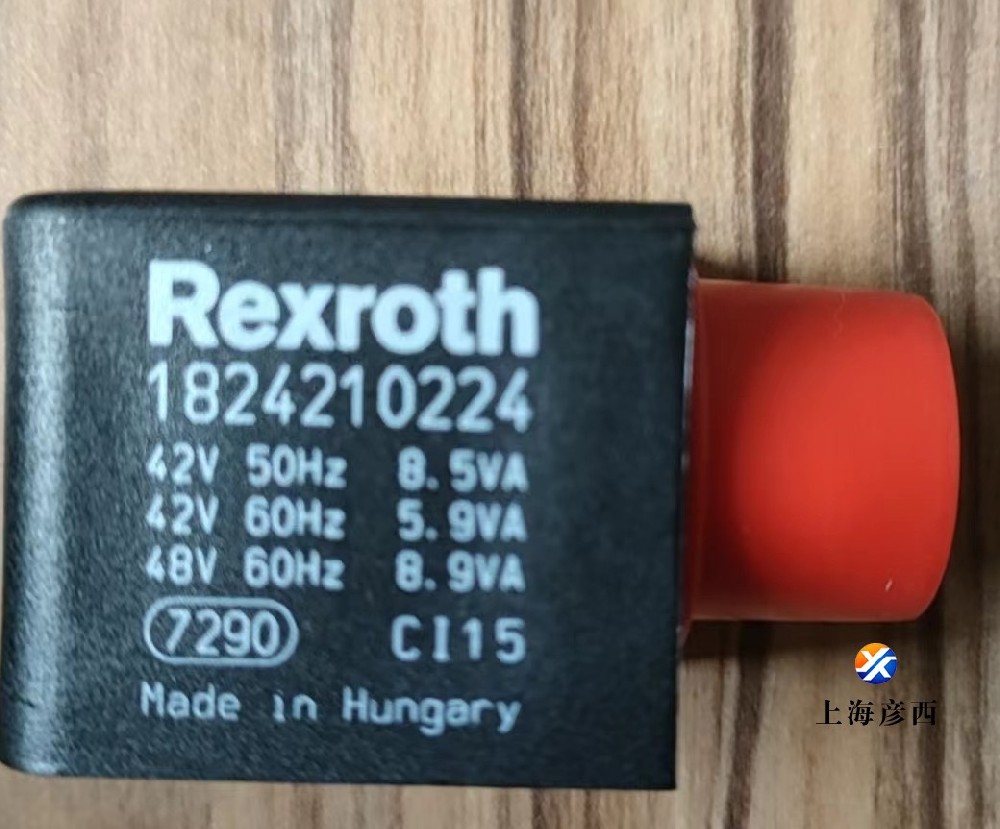 Rexroth
1824210224
42V 50Hz 8.5VA
42V 60Hz 5.9VA
48V 60Hz 8.9VA
7290 CI15
Made in Hungary
上海彦西